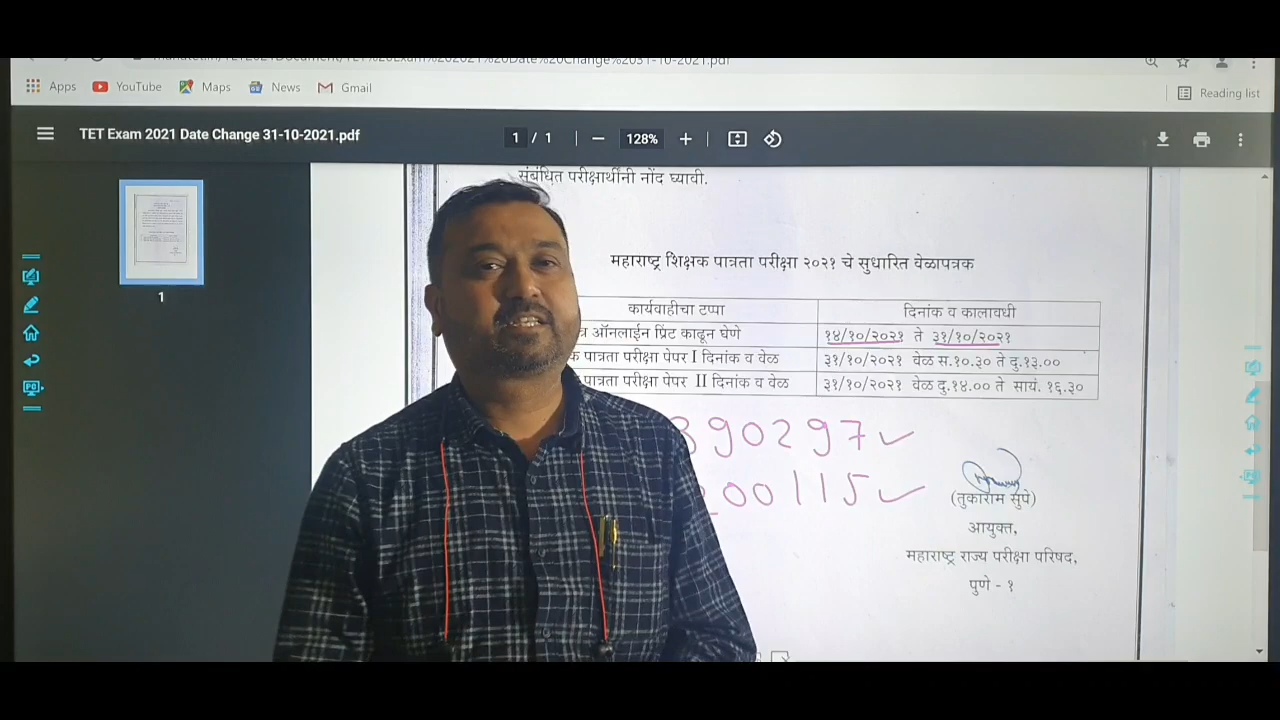 Apps YouTube Maps News Gmail Reading list
TET Exam 2021 Date Change 31-10-2021.pdf 1 / 1 128%
1
संबंधित परीक्षार्थींनी नोंद घ्यावी.
महाराष्ट्र शिक्षक पात्रता परीक्षा २०२१ चे सुधारित वेळापत्रक
कार्यवाहीचा टप्पा दिनांक व कालावधी
ऑनलाईन प्रिंट काढून घेणे १४/१०/२०२१ ते ३१/१०/२०२१
पात्रता परीक्षा पेपर I दिनांक व वेळ ३१/१०/२०२१ वेळ स.१०.३० ते दु.१३.००
पात्रता परीक्षा पेपर II दिनांक व वेळ ३१/१०/२०२१ वेळ दु.१४.०० ते सायं. १६.३०
90297
00115
(तुकाराम सुपे)
आयुक्त,
महाराष्ट्र राज्य परीक्षा परिषद,
पुणे - १